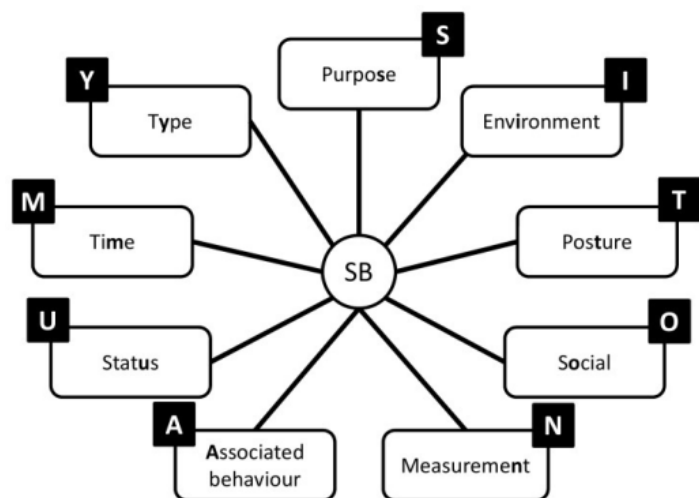 S
Purpose
I
Environment
T
Posture
O
Social
N
Measurement
A
Associated
behaviour
U
Status
M
Time
Y
Type
SB